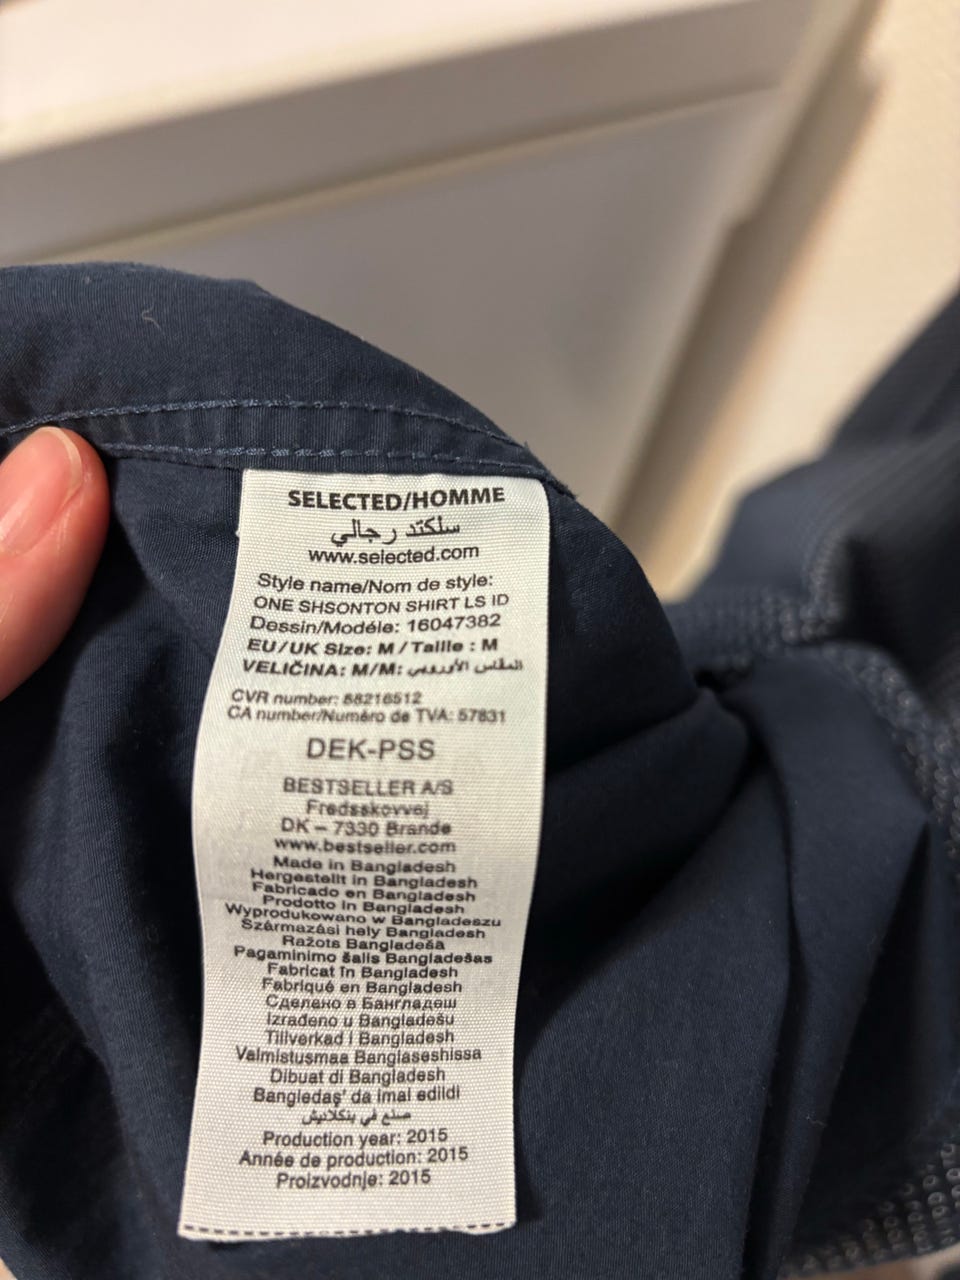 SELECTED/HOMME
سلكتد رجالي
www.selected.com
Style name/Nom de style:
ONE SHSONTON SHIRT LS ID
Dessin/Modéle: 16047382
EU/UK Size: M / Taille : M
VELIČINA: M/M: المقاس الأوروبي
CVR number: 88216512
CA number/Numéro de TVA: 57831
DEK-PSS
BESTSELLER A/S
Fredsskovvej
DK – 7330 Brande
www.bestseller.com
Made in Bangladesh
Hergestellt in Bangladesh
Fabricado en Bangladesh
Prodotto in Bangladesh
Wyprodukowano w Bangladeszu
Származási hely Bangladesh
Ražots Bangladeša
Pagaminimo šalis Bangladešas
Fabricat în Bangladesh
Fabriqué en Bangladesh
Сделано в Бангладеш
Izrađeno u Bangladešu
Tillverkad i Bangladesh
Valmistusmaa Banglaseshissa
Dibuat di Bangladesh
Bangledaş' da imal edildi
صنع في بنكلاديش
Production year: 2015
Année de production: 2015
Proizvodnje: 2015